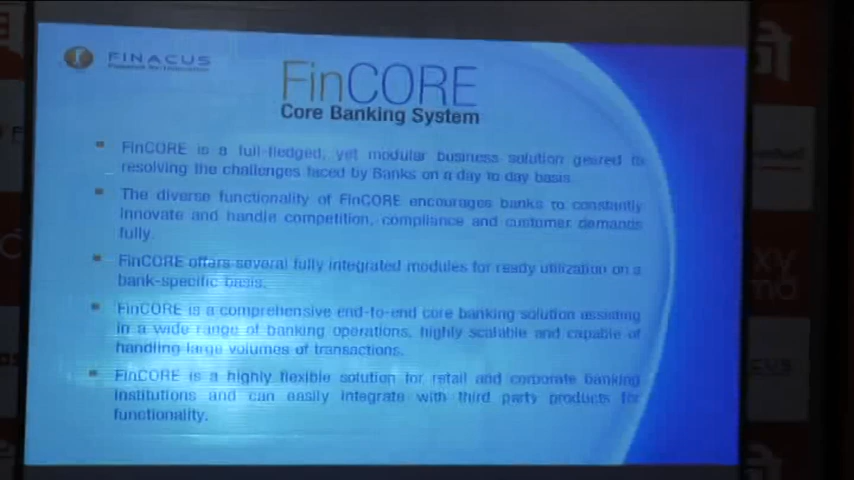 FINACUS
FinCORE
Core Banking System
FinCORE is a full-fledged, yet modular business solution geared to
resolving the challenges faced by Banks on a day to day basis.
The diverse functionality of FinCORE encourages banks to constantly
innovate and handle competition, compliance and customer demands
fully.
FinCORE offers several fully integrated modules for ready utilization on a
bank-specific basis.
FinCORE is a comprehensive end-to-end core banking solution assisting
in a wide range of banking operations, highly scalable and capable of
handling large volumes of transactions.
FinCORE is a highly flexible solution for retail and corporate banking
institutions and can easily integrate with third party products for
functionality.